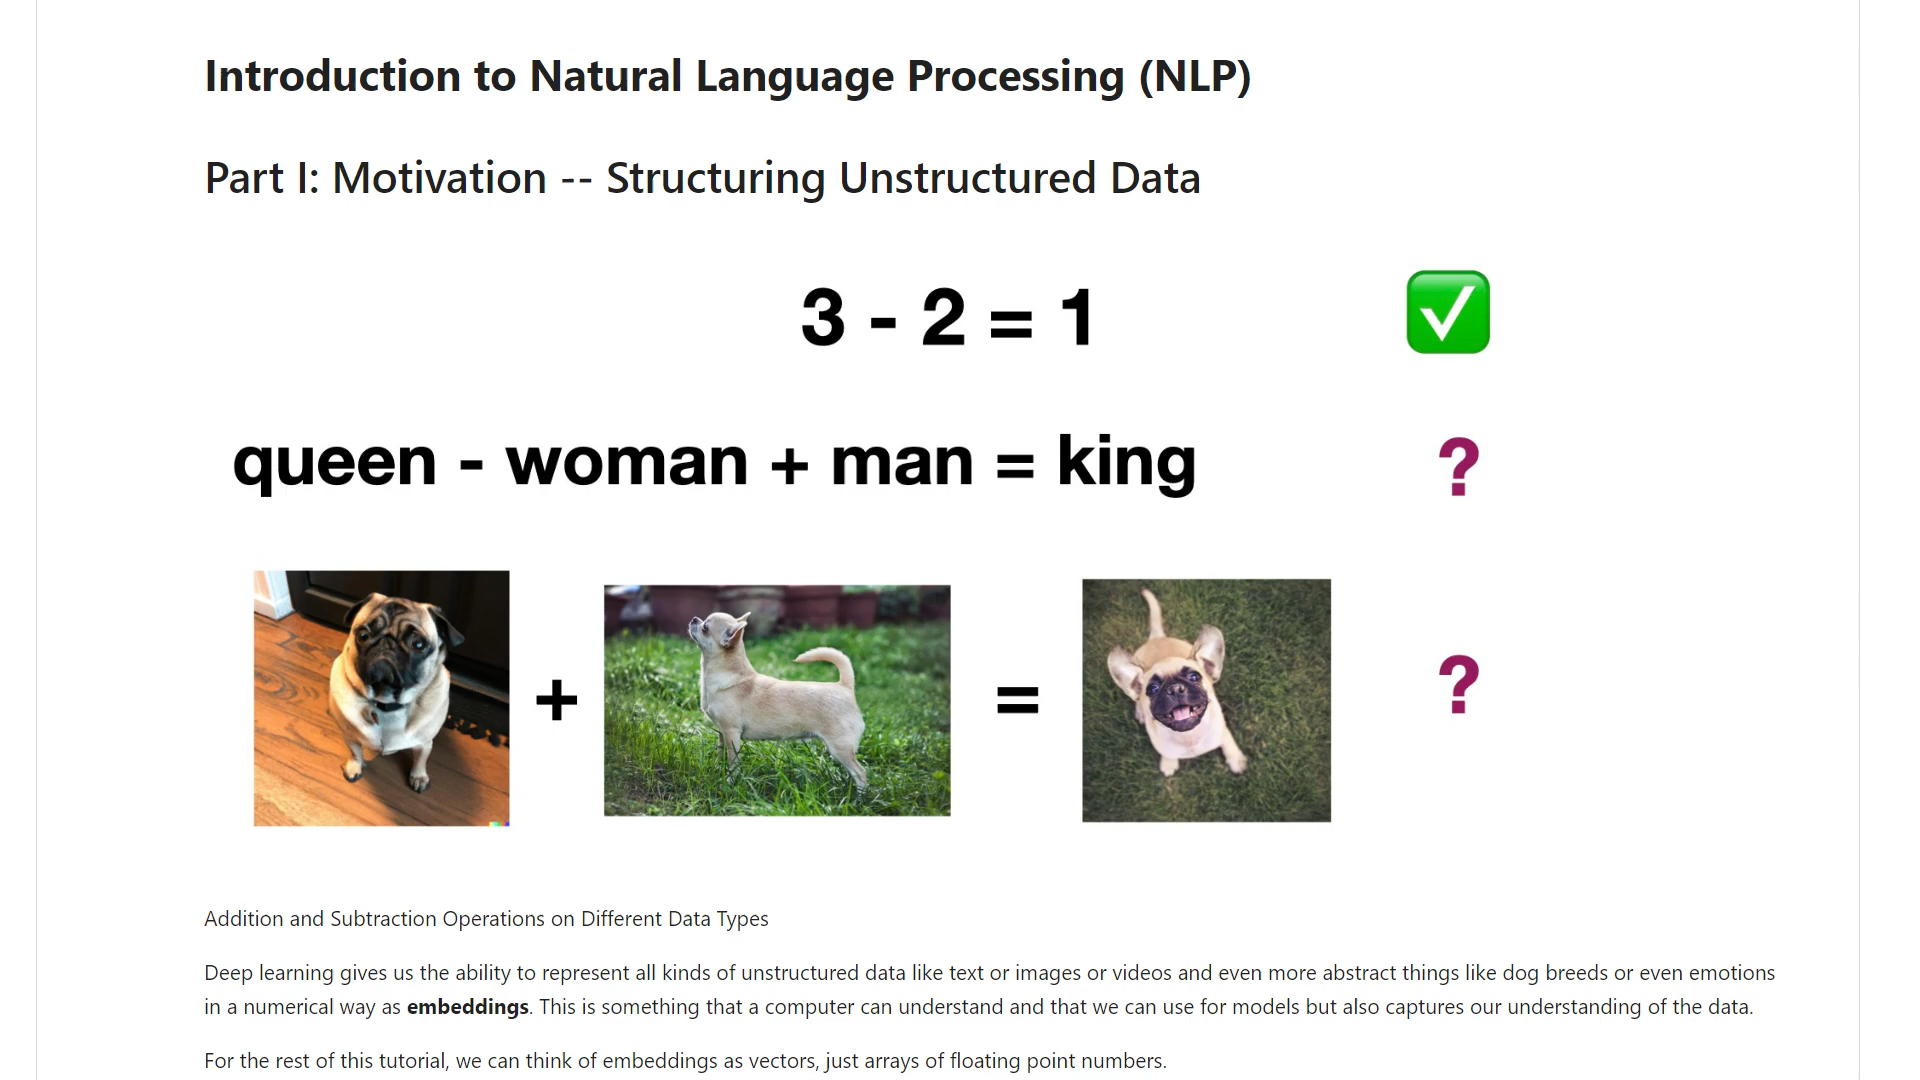 Introduction to Natural Language Processing (NLP)
Part I: Motivation -- Structuring Unstructured Data
3 - 2 = 1
queen - woman + man = king
?
+
=
?
Addition and Subtraction Operations on Different Data Types
Deep learning gives us the ability to represent all kinds of unstructured data like text or images or videos and even more abstract things like dog breeds or even emotions
in a numerical way as embeddings. This is something that a computer can understand and that we can use for models but also captures our understanding of the data.
For the rest of this tutorial, we can think of embeddings as vectors, just arrays of floating point numbers.